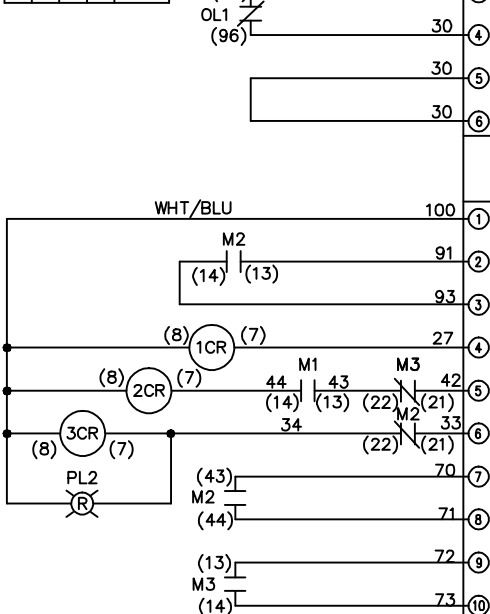 OL1
(96) 30 4
30 5
30 6
WHT/BLU 100 1
M2
(14) (13) 91 2
93 3
(8) 1CR (7) 27 4
M1 M3
(8) 2CR (7) 44 43 42 5
(14) (13) (22) (21)
M2
3CR 34 33 6
(8) (7) (22) (21)
PL2
R
(43) 70 7
M2
(44) 71 8
(13) 72 9
M3
(14) 73 10